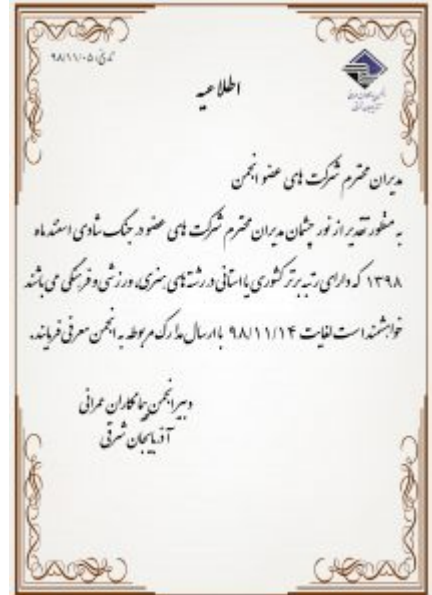 تاریخ: ۹۸/۱۱/۰۵
اطلاعیه
مدیران محترم شرکت های عضو انجمن
به منظور تقدیر از نور چشمان مدیران محترم شرکت های عضو در جنگ شادی اسفند ماه
۱۳۹۸ که دارای رتبه برتر کشوری یا استانی در رشته های هنری، ورزشی و فرهنگی می باشند
خواهشمند است لغایت ۹۸/۱۱/۱۴ با ارسال مدارک مربوطه به انجمن معرفی فرمایند.
دبیر انجمن پیمانکاران عمرانی
آذربایجان شرقی